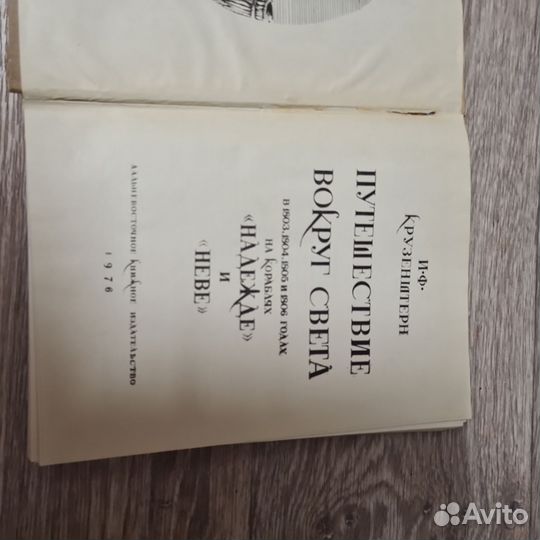 И·Ф·
КРУЗЕНШТЕРН
ПУТЕШЕСТВИЕ
ВОКРУГ СВЕТА
В 1803, 1804, 1805 И 1806 ГОДАХ
НА КОРАБЛЯХ
«НАДЕЖДЕ»
И
«НЕВЕ»
ДАЛЬНЕВОСТОЧНОЕ КНИЖНОЕ ИЗДАТЕЛЬСТВО
1976
Avito